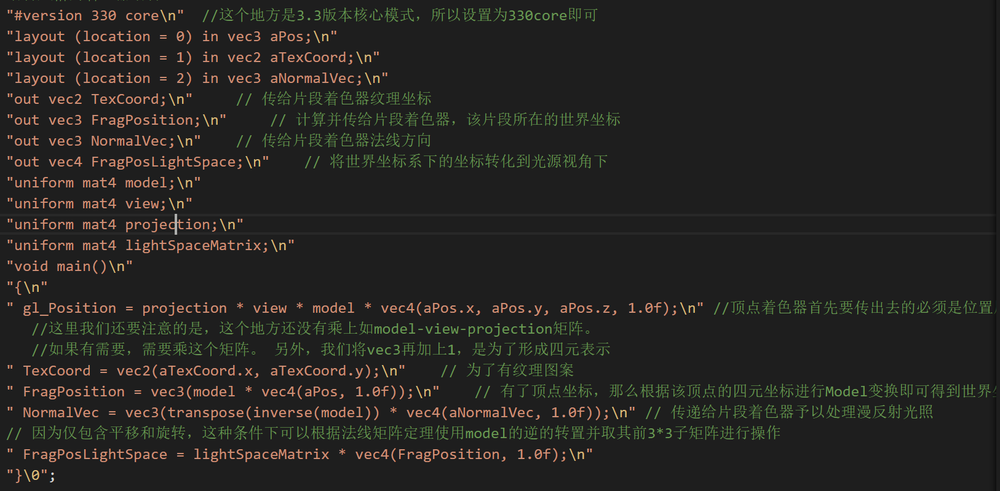 "#version 330 core\n"  //这个地方是3.3版本核心模式，所以设置为330core即可
"layout (location = 0) in vec3 aPos;\n"
"layout (location = 1) in vec2 aTexCoord;\n"
"layout (location = 2) in vec3 aNormalVec;\n"
"out vec2 TexCoord;\n"     // 传给片段着色器纹理坐标
"out vec3 FragPosition;\n"     // 计算并传给片段着色器，该片段所在的世界坐标
"out vec3 NormalVec;\n"    // 传给片段着色器法线方向
"out vec4 FragPosLightSpace;\n"    // 将世界坐标系下的坐标转化到光源视角下
"uniform mat4 model;\n"
"uniform mat4 view;\n"
"uniform mat4 projection;\n"
"uniform mat4 lightSpaceMatrix;\n"
"void main()\n"
"{\n"
" gl_Position = projection * view * model * vec4(aPos.x, aPos.y, aPos.z, 1.0f);\n" //顶点着色器首先要传出去的必须是位置
   //这里我们还要注意的是，这个地方还没有乘上如model-view-projection矩阵。
   //如果有需要，需要乘这个矩阵。 另外，我们将vec3再加上1，是为了形成四元表示
" TexCoord = vec2(aTexCoord.x, aTexCoord.y);\n"    // 为了有纹理图案
" FragPosition = vec3(model * vec4(aPos, 1.0f));\n"    // 有了顶点坐标，那么根据该顶点的四元坐标进行Model变换即可得到世界
" NormalVec = vec3(transpose(inverse(model)) * vec4(aNormalVec, 1.0f));\n" // 传递给片段着色器予以处理漫反射光照
// 因为仅包含平移和旋转，这种条件下可以根据法线矩阵定理使用model的逆的转置并取其前3*3子矩阵进行操作
" FragPosLightSpace = lightSpaceMatrix * vec4(FragPosition, 1.0f);\n"
"}\0";